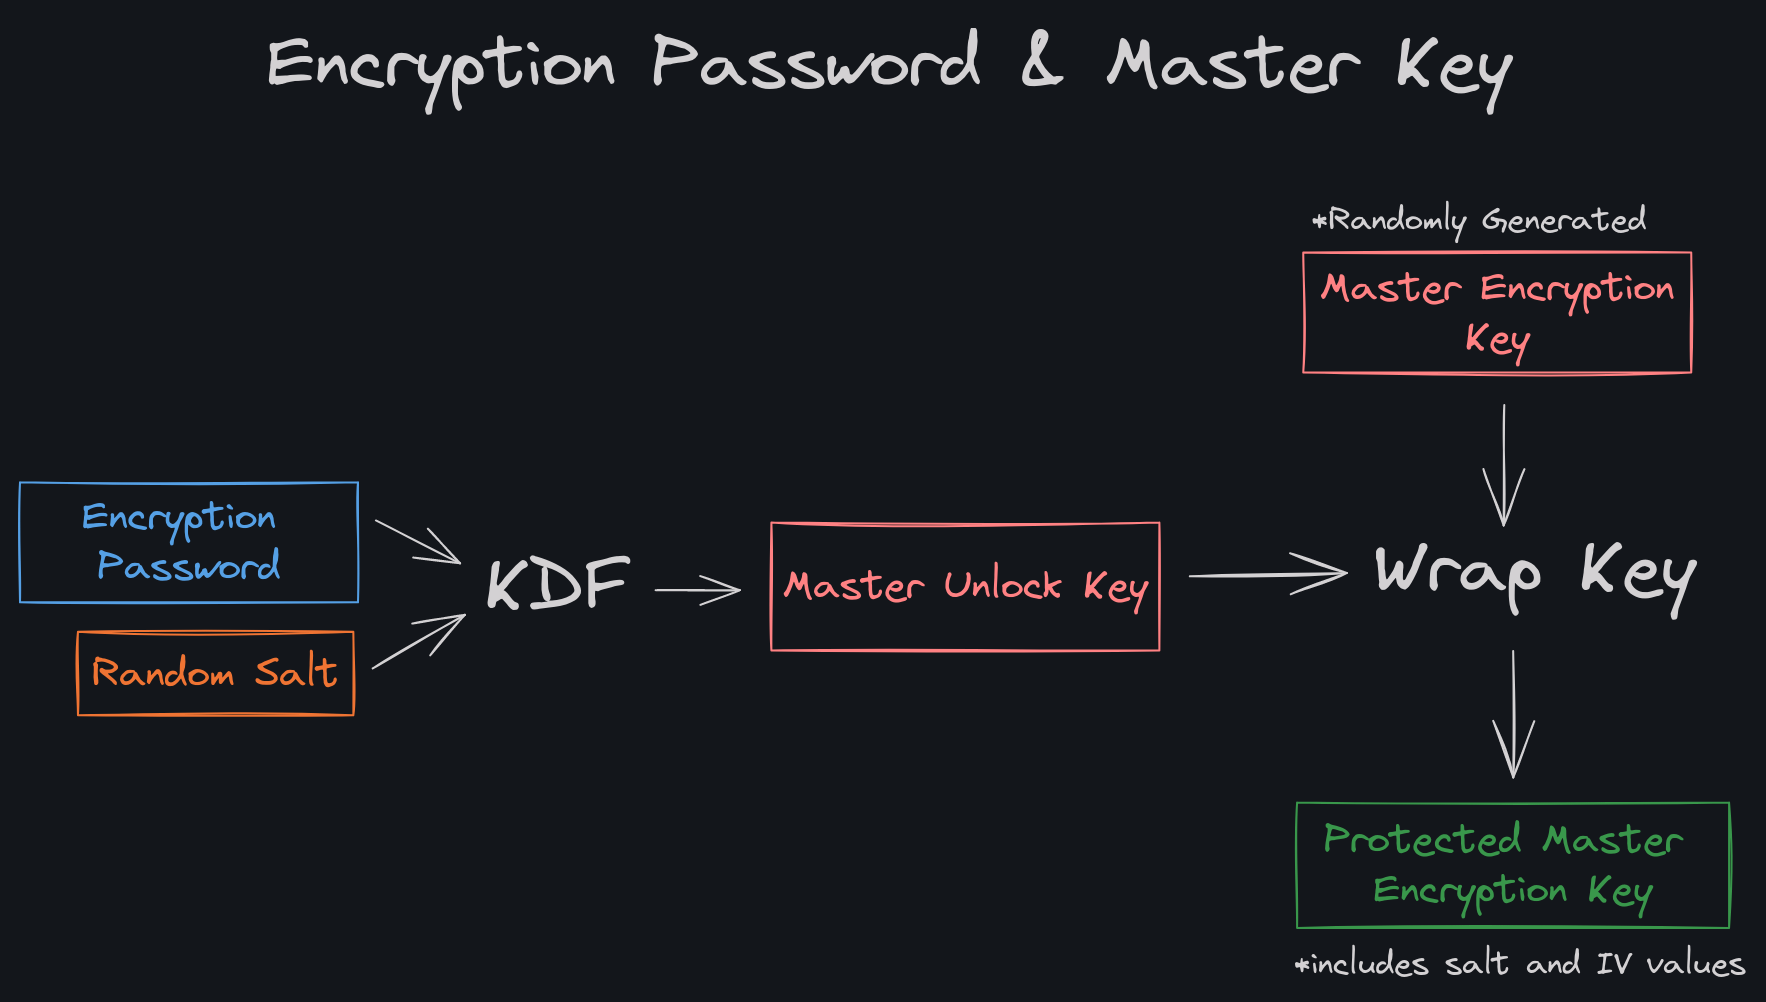 Encryption Password & Master Key
*Randomly Generated
Master Encryption
Key
Encryption
Password
Random Salt
KDF
Master Unlock Key
Wrap Key
Protected Master
Encryption Key
*includes salt and IV values